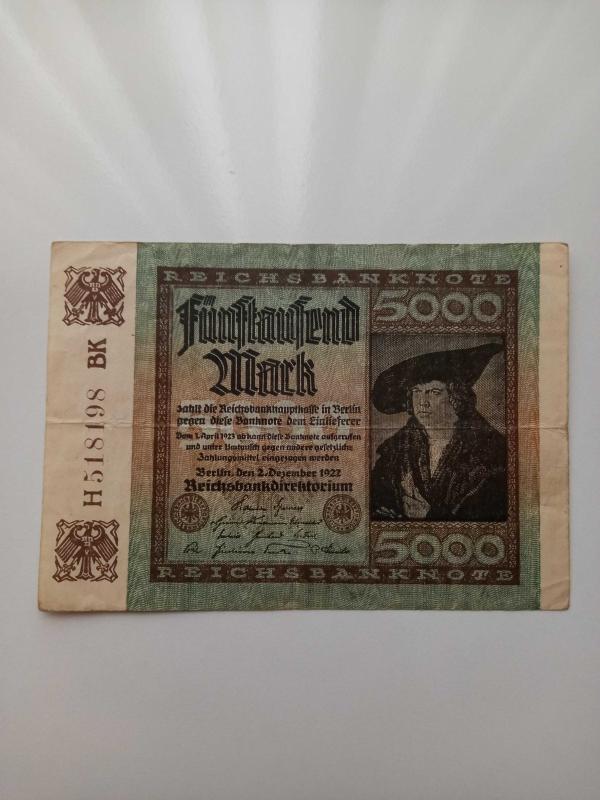 H518198 BK
REICHSBANKNOTE
5000
Fünftausend
Mark
zahlt die Reichsbankhauptkasse in Berlin
gegen diese Banknote dem Einlieferer
Vom 1. April 1923 ab kann diese Banknote aufgerufen
und unter Umtausch gegen andere gesetzliche
Zahlungsmittel eingezogen werden
Berlin, den 2. Dezember 1922
Reichsbankdirektorium
5000
REICHSBANKNOTE